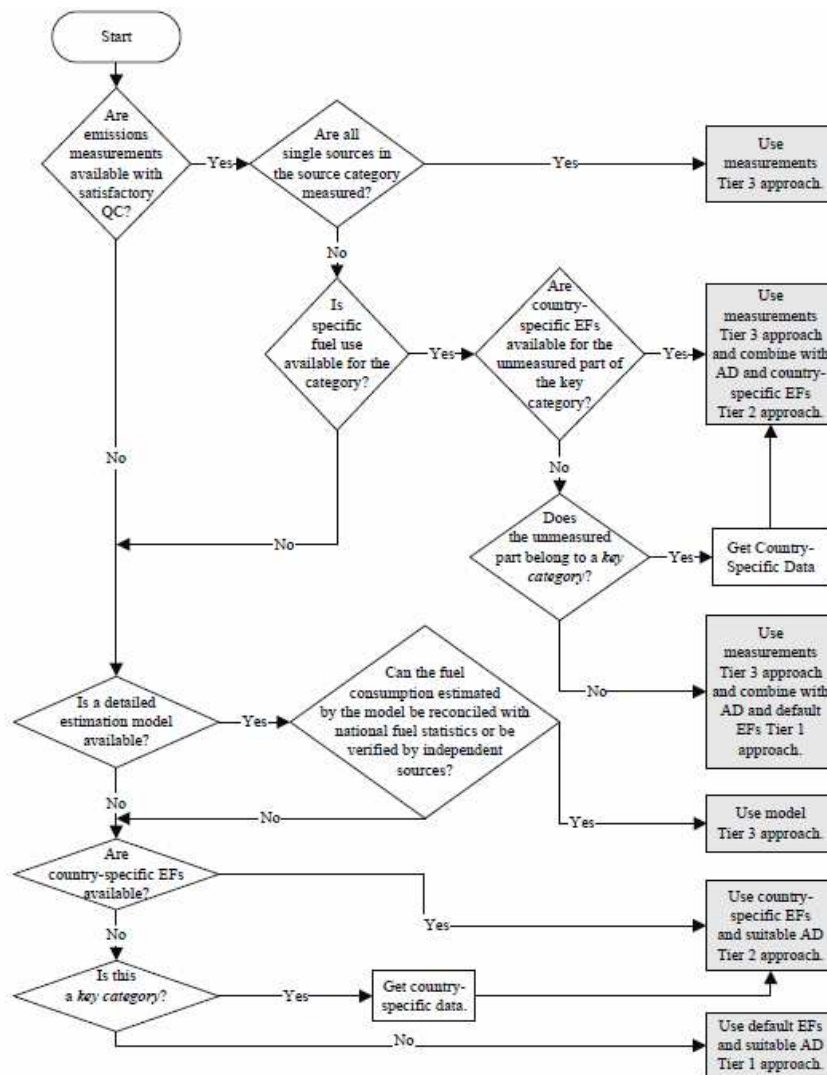 Start
Are
emissions
measurements
available with
satisfactory
QC?
Yes
Are all
single sources in
the source category
measured?
Yes
Use
measurements
Tier 3 approach.
No
Is
specific
fuel use
available for the
category?
Yes
Are
country-
specific EFs
available for the
unmeasured part of
the key
category?
Yes
Use
measurements
Tier 3 approach
and combine with
AD and country-
specific EFs
Tier 2 approach.
No
No
No
Does
the unmeasured
part belong to a key
category?
Yes
Get Country-
Specific Data
No
Use
measurements
Tier 3 approach
and combine with
AD and default
EFs Tier 1
approach.
Is a detailed
estimation model
available?
Yes
Can the fuel
consumption estimated
by the model be reconciled with
national fuel statistics or be
verified by independent
sources?
No
No
Yes
Use model
Tier 3 approach.
Are
country-specific EFs
available?
Yes
Use country-
specific EFs
and suitable AD
Tier 2 approach.
No
Is this
a key category?
Yes
Get country-
specific data.
No
Use default EFs
and suitable AD
Tier 1 approach.